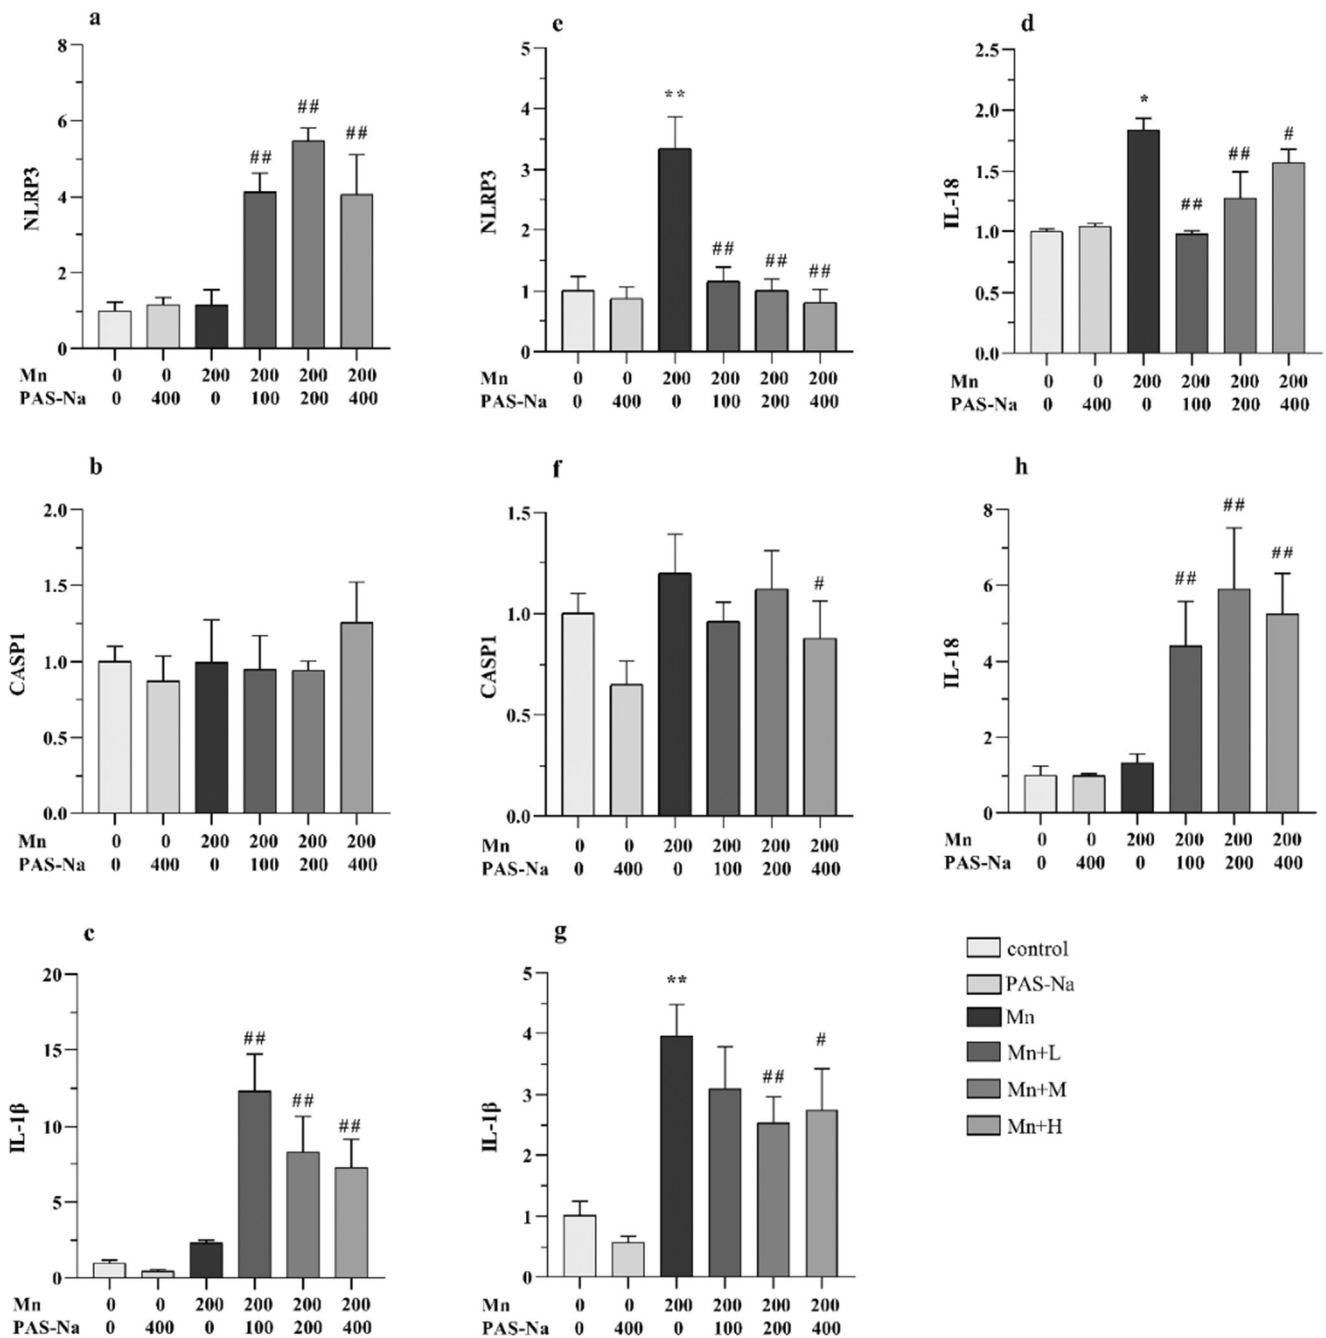 a
NLRP3
8
6
4
2
0
##
##
##
Mn 0 0 200 200 200 200
PAS-Na 0 400 0 100 200 400
e
NLRP3
5
4
3
2
1
0
**
##
##
##
Mn 0 0 200 200 200 200
PAS-Na 0 400 0 100 200 400
d
IL-18
2.5
2.0
1.5
1.0
0.5
0.0
*
##
##
#
Mn 0 0 200 200 200 200
PAS-Na 0 400 0 100 200 400
b
CASP1
2.0
1.5
1.0
0.5
0.0
Mn 0 0 200 200 200 200
PAS-Na 0 400 0 100 200 400
f
CASP1
1.5
1.0
0.5
0.0
#
Mn 0 0 200 200 200 200
PAS-Na 0 400 0 100 200 400
h
IL-18
8
6
4
2
0
##
##
##
Mn 0 0 200 200 200 200
PAS-Na 0 400 0 100 200 400
c
IL-1β
20
15
10
5
0
##
##
##
Mn 0 0 200 200 200 200
PAS-Na 0 400 0 100 200 400
g
IL-1β
5
4
3
2
1
0
**
##
#
Mn 0 0 200 200 200 200
PAS-Na 0 400 0 100 200 400
control
PAS-Na
Mn
Mn+L
Mn+M
Mn+H